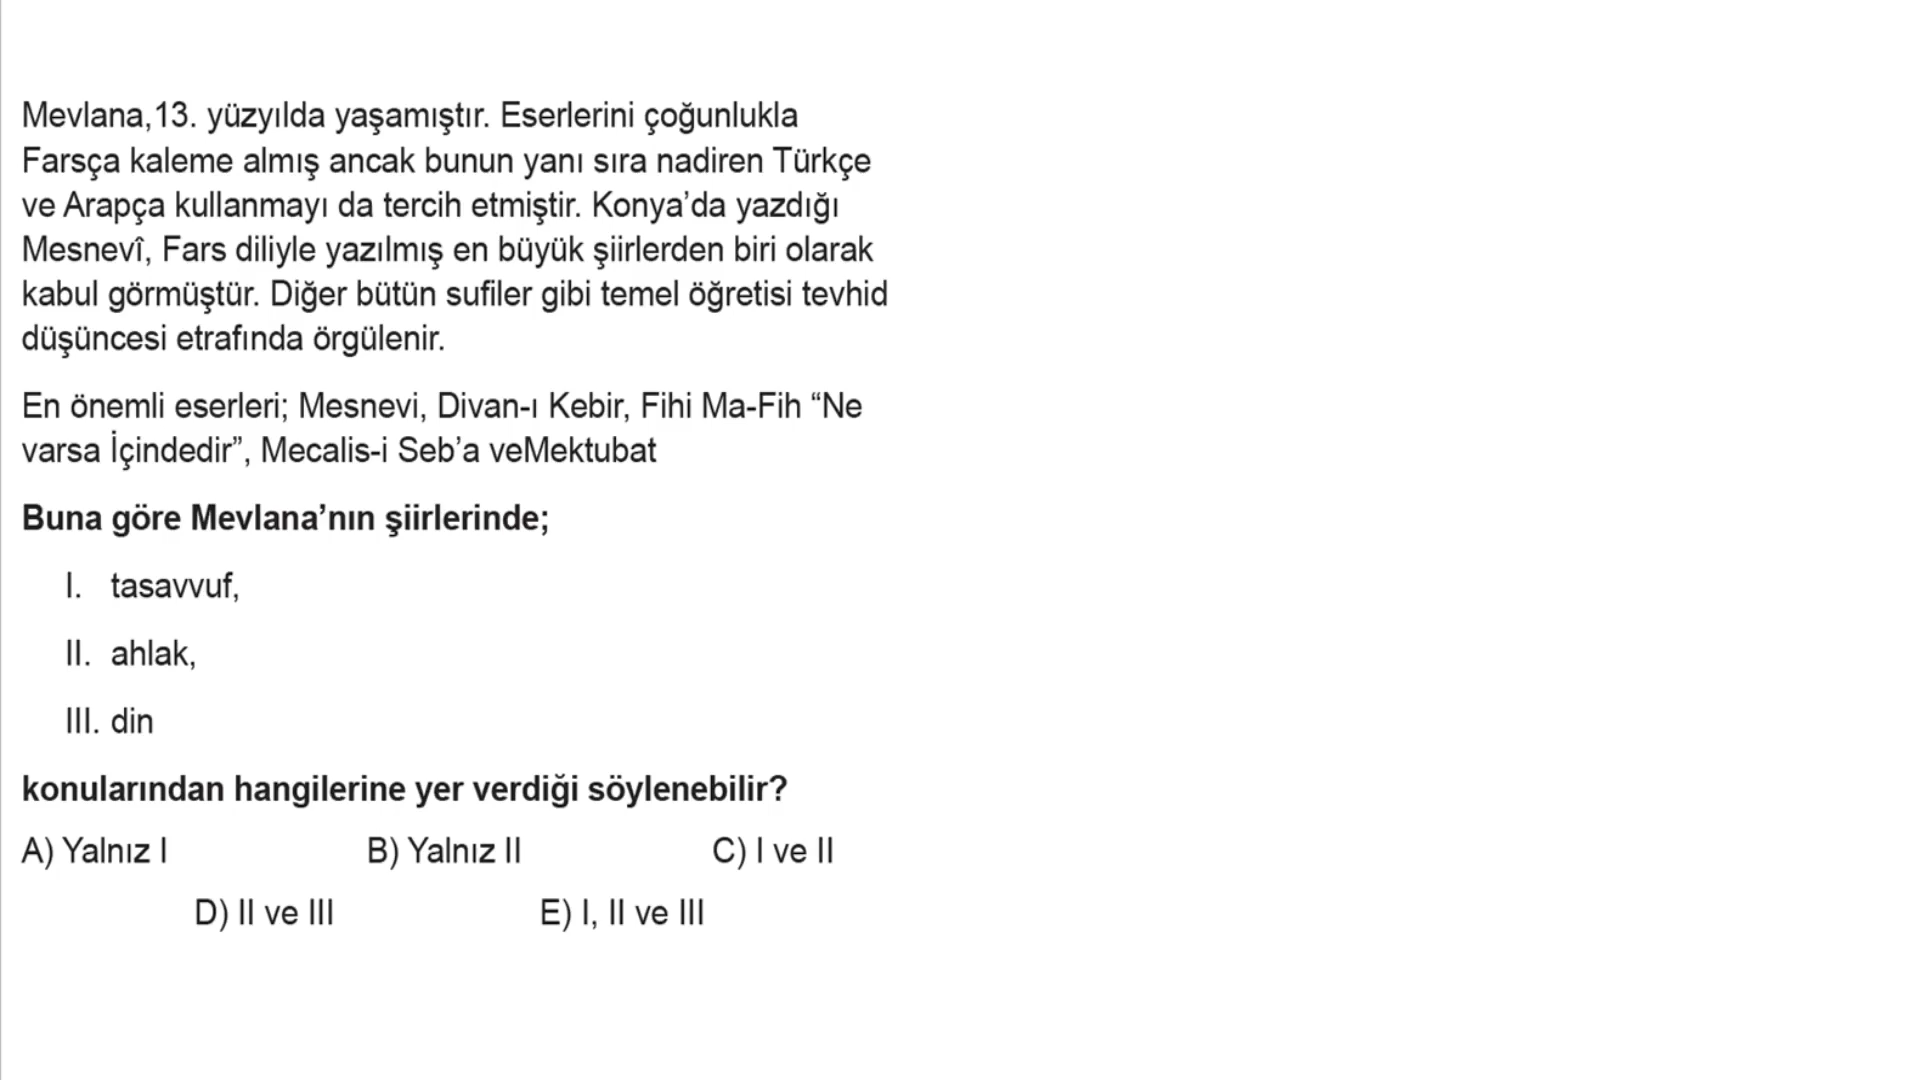 Mevlana,13. yüzyılda yaşamıştır. Eserlerini çoğunlukla
Farsça kaleme almış ancak bunun yanı sıra nadiren Türkçe
ve Arapça kullanmayı da tercih etmiştir. Konya’da yazdığı
Mesnevî, Fars diliyle yazılmış en büyük şiirlerden biri olarak
kabul görmüştür. Diğer bütün sufiler gibi temel öğretisi tevhid
düşüncesi etrafında örgülenir.
En önemli eserleri; Mesnevi, Divan-ı Kebir, Fihi Ma-Fih “Ne
varsa İçindedir”, Mecalis-i Seb’a veMektubat
Buna göre Mevlana’nın şiirlerinde;
I. tasavvuf,
II. ahlak,
III. din
konularından hangilerine yer verdiği söylenebilir?
A) Yalnız I B) Yalnız II C) I ve II
D) II ve III E) I, II ve III